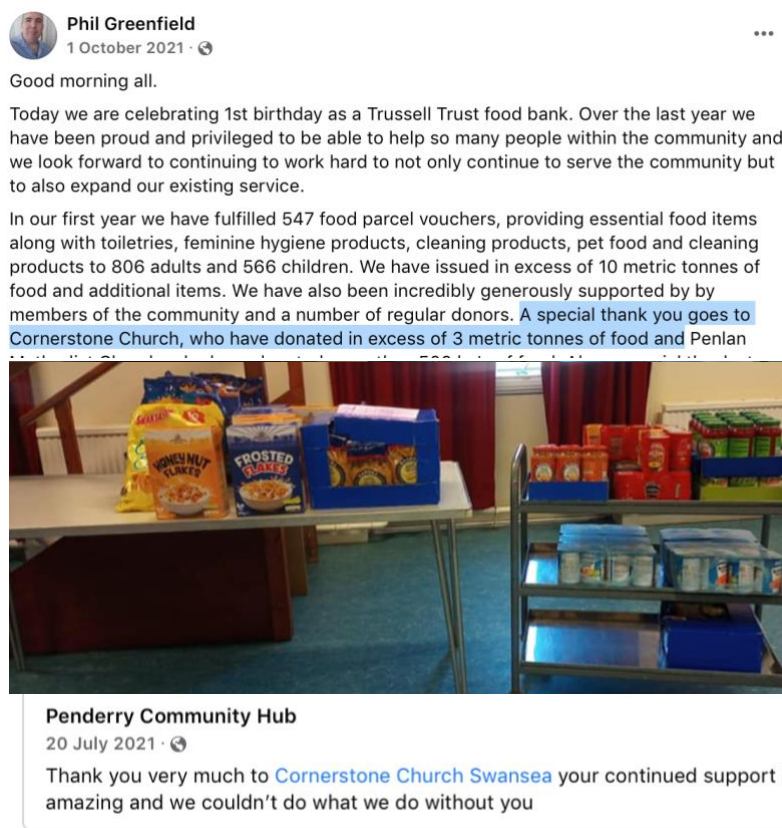 Phil Greenfield
1 October 2021 ·
Good morning all.
Today we are celebrating 1st birthday as a Trussell Trust food bank. Over the last year we
have been proud and privileged to be able to help so many people within the community and
we look forward to continuing to work hard to not only continue to serve the community but
to also expand our existing service.
In our first year we have fulfilled 547 food parcel vouchers, providing essential food items
along with toiletries, feminine hygiene products, cleaning products, pet food and cleaning
products to 806 adults and 566 children. We have issued in excess of 10 metric tonnes of
food and additional items. We have also been incredibly generously supported by by
members of the community and a number of regular donors. A special thank you goes to
Cornerstone Church, who have donated in excess of 3 metric tonnes of food and Penlan
HONEY NUT
FLAKES
FROSTED
FLAKES
Penderry Community Hub
20 July 2021 ·
Thank you very much to Cornerstone Church Swansea your continued support
amazing and we couldn't do what we do without you